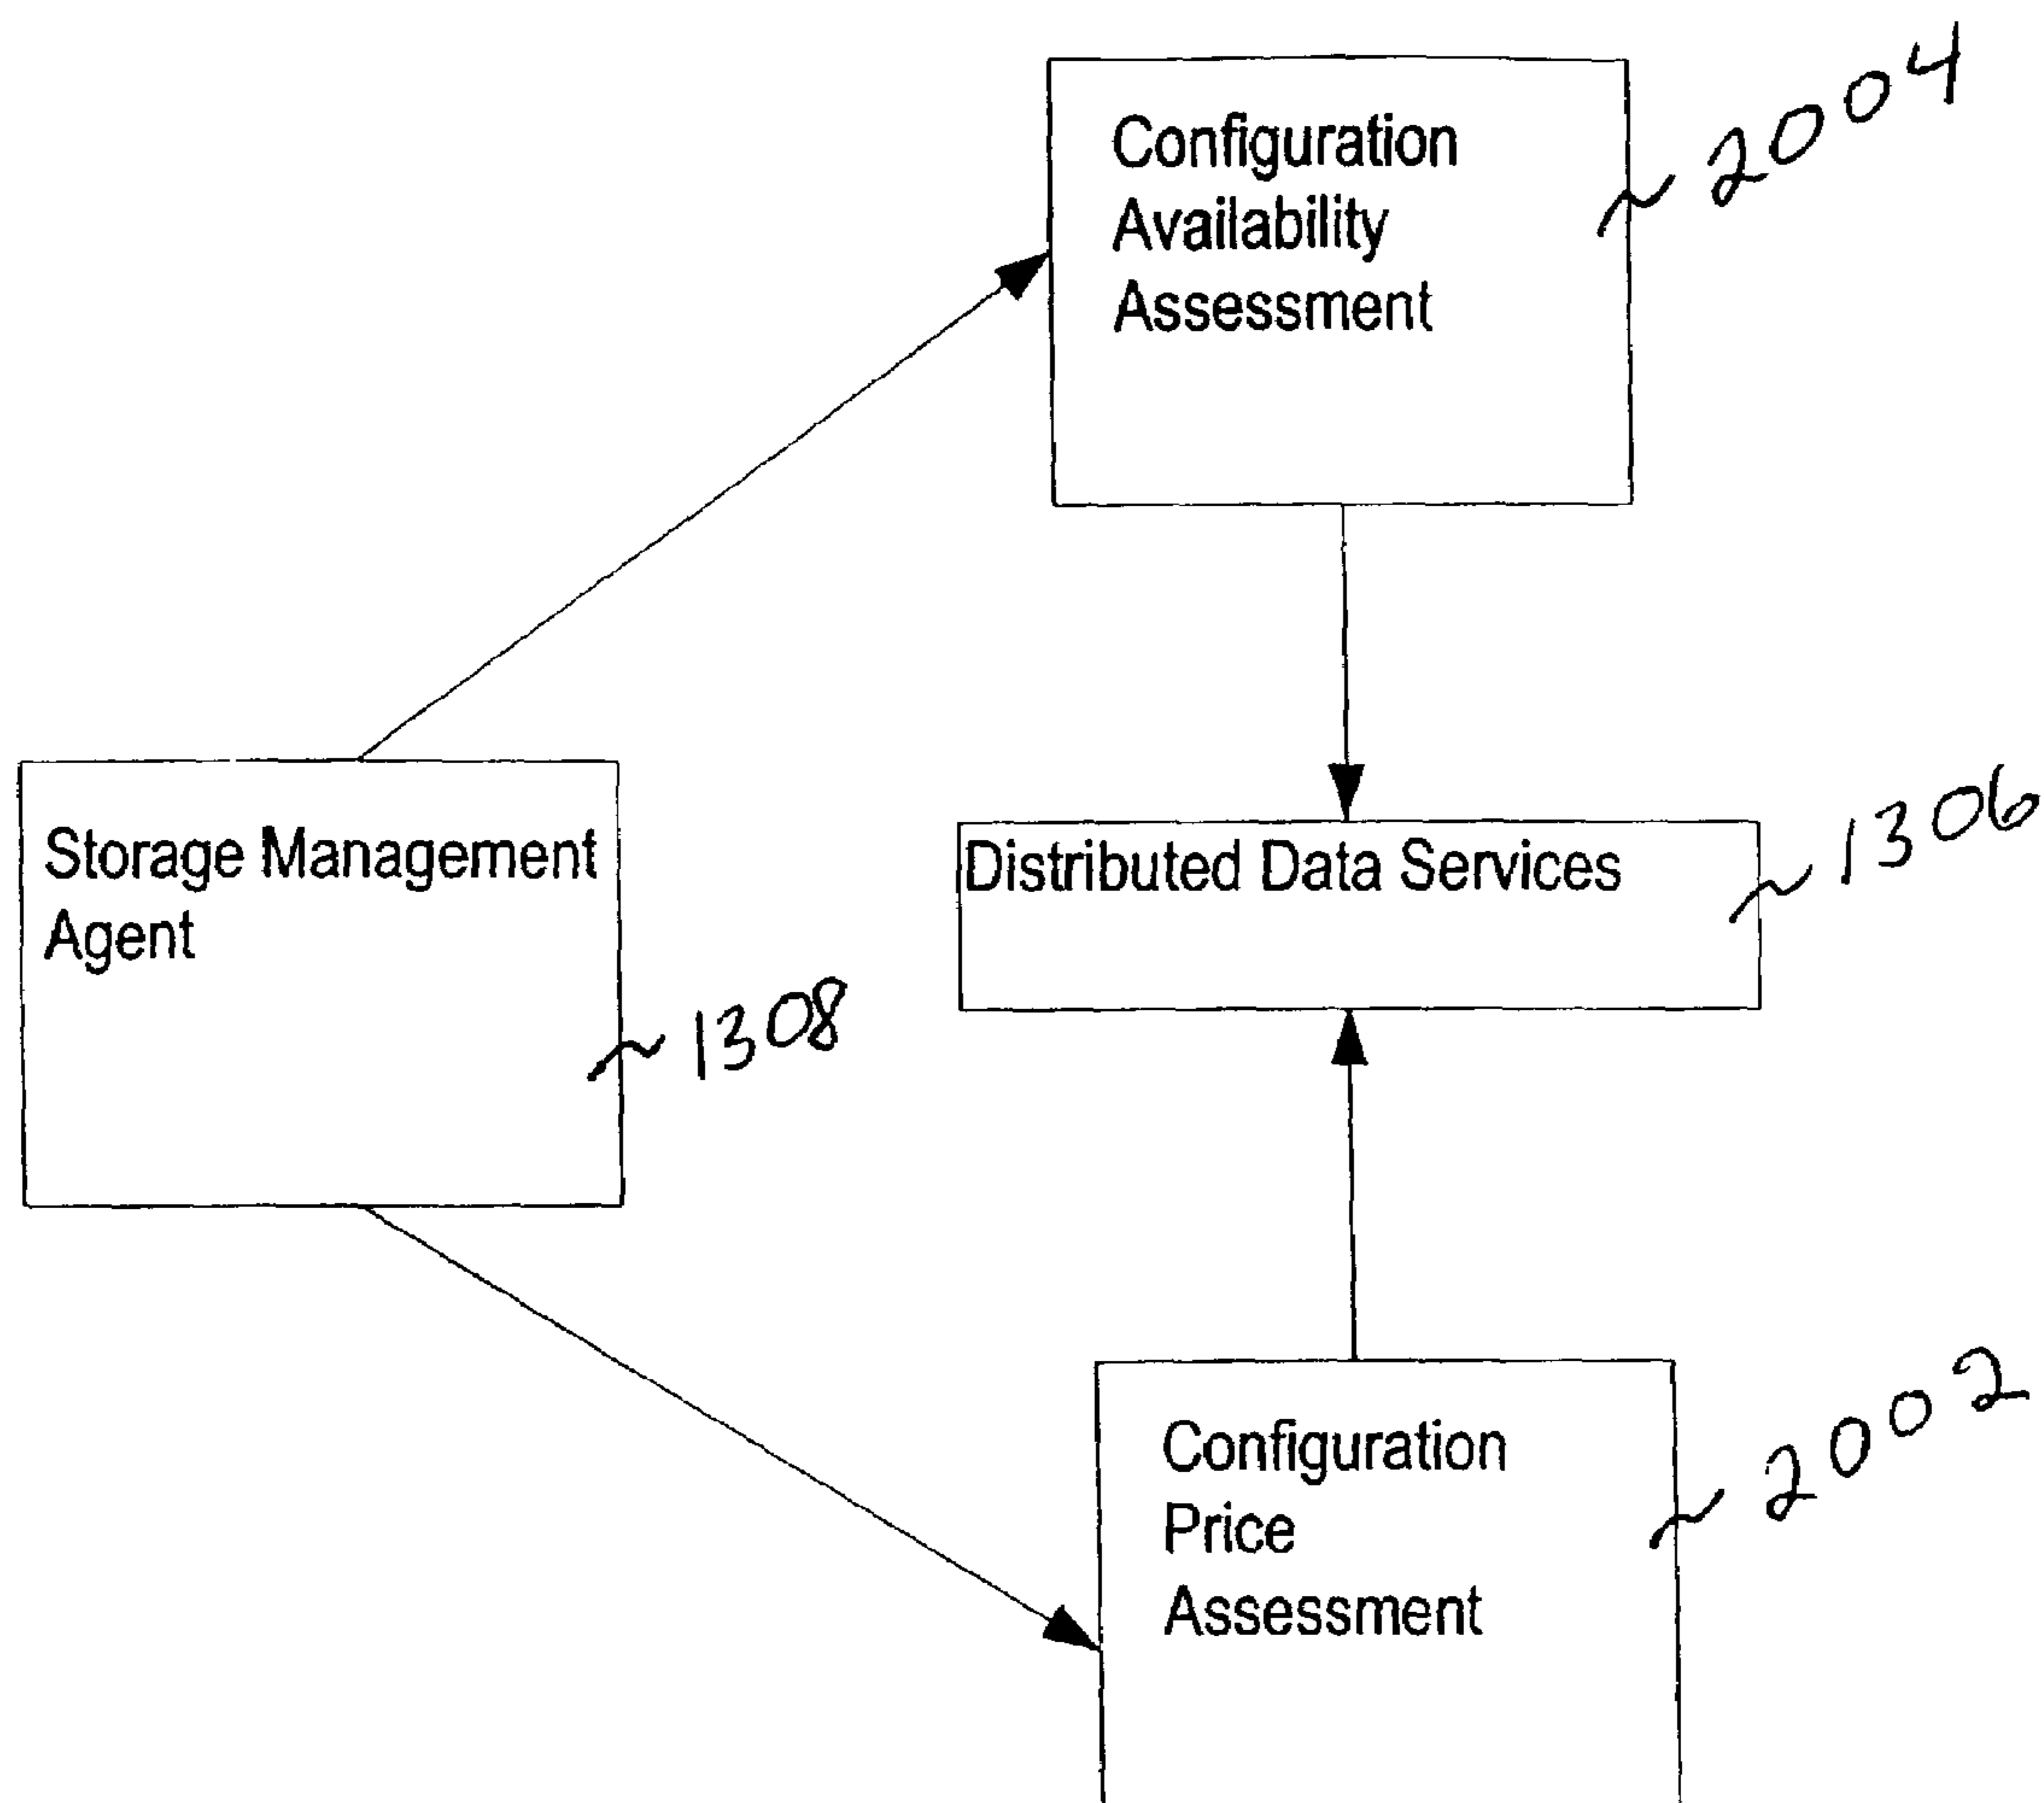 Configuration
Availability
Assessment
2004
Storage Management
Agent
1308
Distributed Data Services
1306
Configuration
Price
Assessment
2002